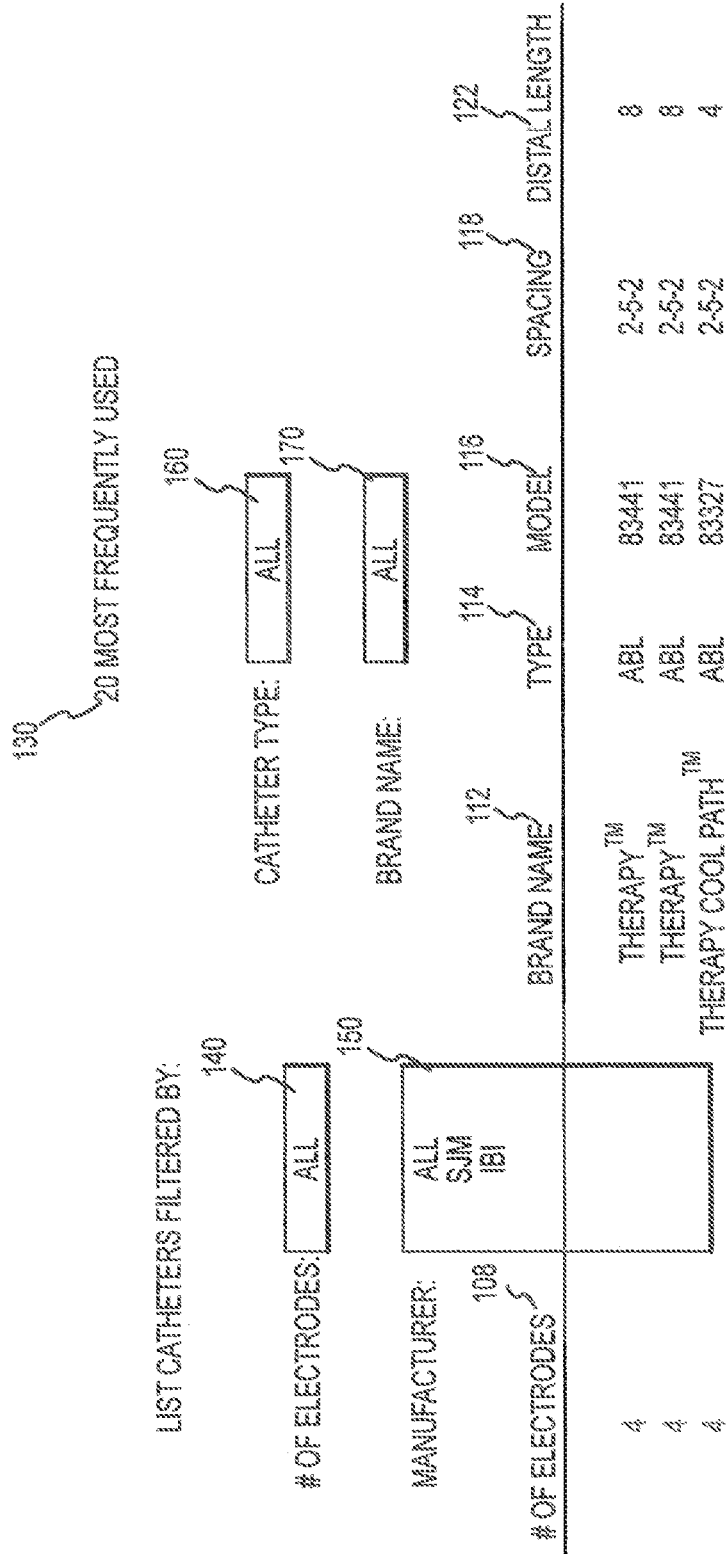 130
20 MOST FREQUENTLY USED
LIST CATHETERS FILTERED BY:
# OF ELECTRODES: ALL 140 CATHETER TYPE: ALL 160
MANUFACTURER: ALL 150 BRAND NAME: ALL 170
SJM
IBI
108 112 114 116 118 122
# OF ELECTRODES BRAND NAME TYPE MODEL SPACING DISTAL LENGTH
4 THERAPY™ ABL 83441 2-5-2 8
4 THERAPY™ ABL 83441 2-5-2 8
4 THERAPY COOL PATH™ ABL 83327 2-5-2 4